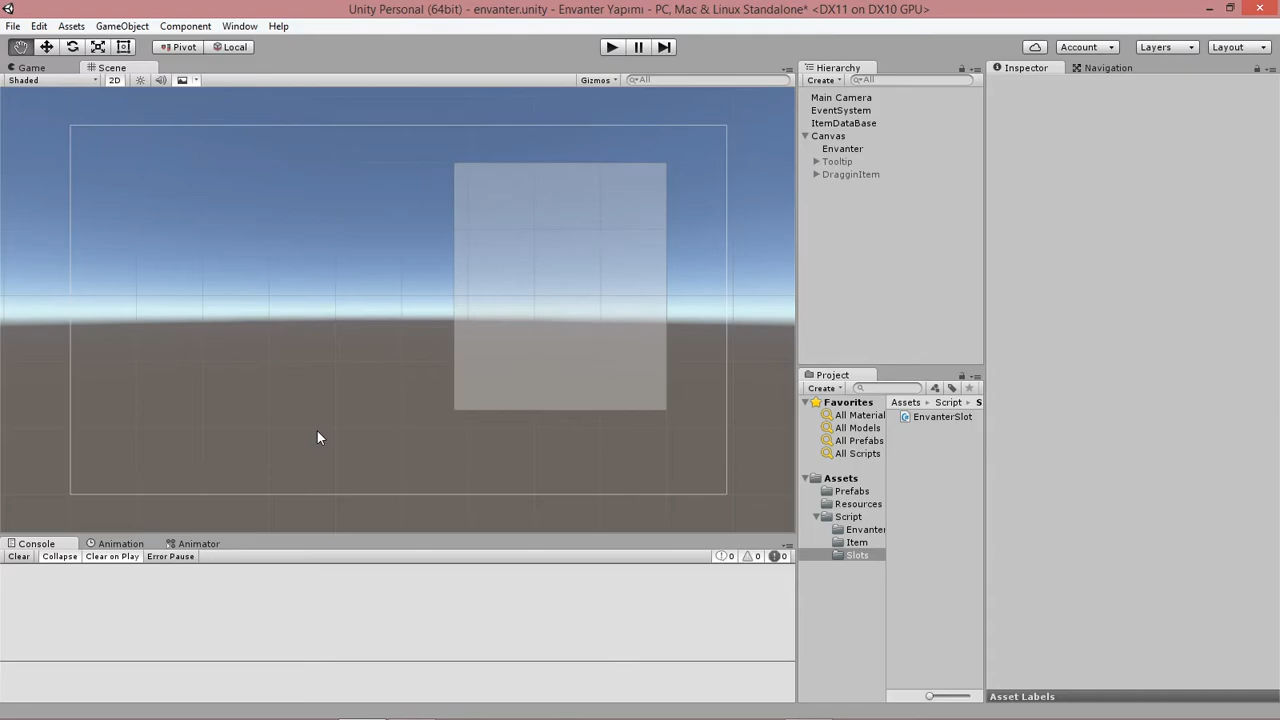 Unity Personal (64bit) - envanter.unity - Envanter Yapımı - PC, Mac & Linux Standalone* <DX11 on DX10 GPU>
File Edit Assets GameObject Component Window Help
Pivot Local Account Layers Layout
Game Scene
Shaded 2D Gizmos All
Hierarchy
Create All
Main Camera
EventSystem
ItemDataBase
Canvas
Envanter
Tooltip
DragginItem
Inspector Navigation
Project
Create
Favorites
All Material
All Models
All Prefabs
All Scripts
Assets
Prefabs
Resources
Script
Envanter
Item
Slots
Assets Script S
EnvanterSlot
Console Animation Animator
Clear Collapse Clear on Play Error Pause 0 0 0
Asset Labels